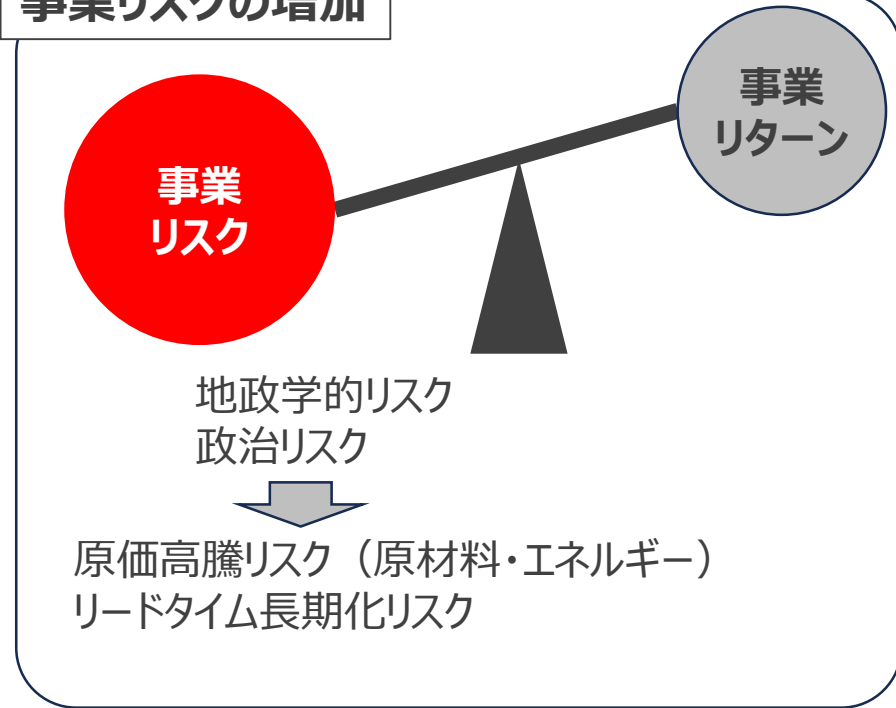 事業リスクの増加
事業
リターン
事業
リスク
地政学的リスク
政治リスク
原価高騰リスク（原材料・エネルギー）
リードタイム長期化リスク